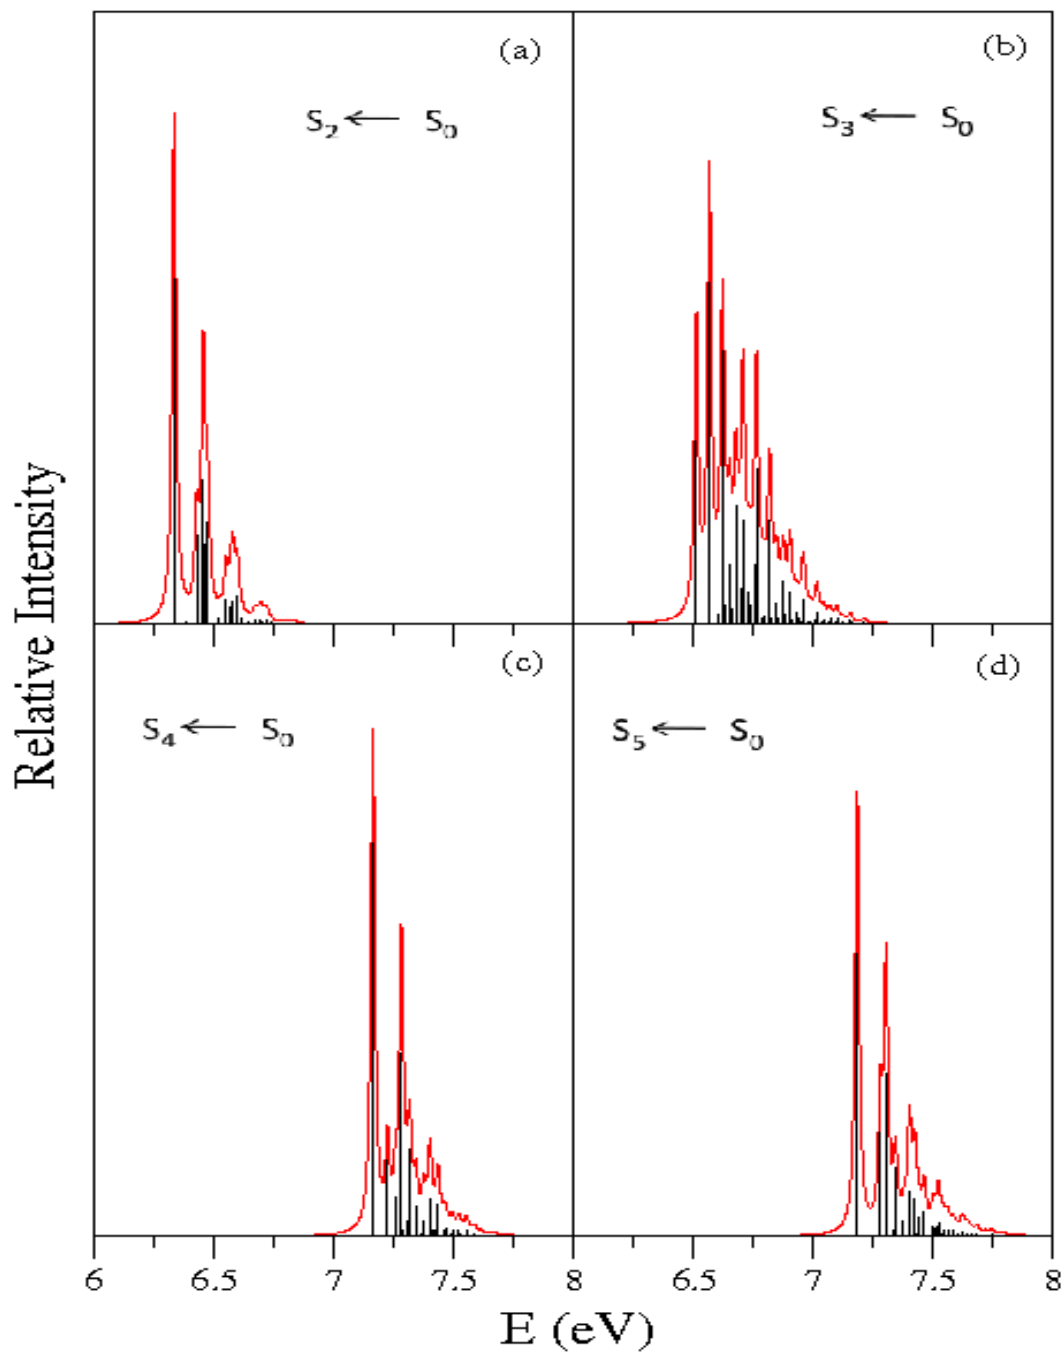 (a)
S₂ ← S₀
(b)
S₃ ← S₀
(c)
S₄ ← S₀
(d)
S₅ ← S₀
Relative Intensity
6 6.5 7 7.5 8 6.5 7 7.5 8
E (eV)